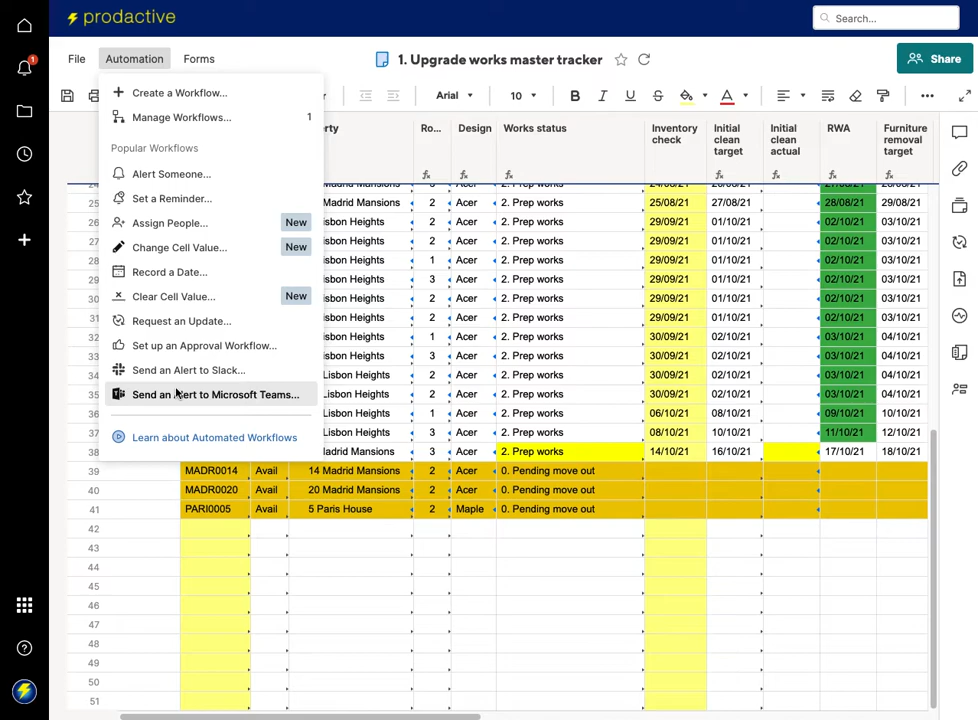 prodactive
Search...
1
File Automation Forms
1. Upgrade works master tracker
Share
Arial 10 B I U S A
Create a Workflow...
Manage Workflows... 1
Popular Workflows
Alert Someone...
Set a Reminder...
Assign People... New
Change Cell Value... New
Record a Date...
Clear Cell Value... New
Request an Update...
Set up an Approval Workflow...
Send an Alert to Slack...
Send an Alert to Microsoft Teams...
Learn about Automated Workflows
rty Ro... Design Works status Inventory check Initial clean target Initial clean actual RWA Furniture removal target
fx fx fx fx fx fx fx
25 Madrid Mansions 2 Acer 2. Prep works 25/08/21 27/08/21 28/08/21 29/08/21
26 isbon Heights 2 Acer 2. Prep works 29/09/21 01/10/21 02/10/21 03/10/21
27 isbon Heights 2 Acer 2. Prep works 29/09/21 01/10/21 02/10/21 03/10/21
28 isbon Heights 1 Acer 2. Prep works 29/09/21 01/10/21 02/10/21 03/10/21
29 isbon Heights 3 Acer 2. Prep works 29/09/21 01/10/21 02/10/21 03/10/21
30 isbon Heights 2 Acer 2. Prep works 29/09/21 01/10/21 02/10/21 03/10/21
31 isbon Heights 2 Acer 2. Prep works 29/09/21 01/10/21 02/10/21 03/10/21
32 isbon Heights 1 Acer 2. Prep works 30/09/21 02/10/21 03/10/21 04/10/21
33 isbon Heights 3 Acer 2. Prep works 30/09/21 02/10/21 03/10/21 04/10/21
34 Lisbon Heights 2 Acer 2. Prep works 30/09/21 02/10/21 03/10/21 04/10/21
35 Lisbon Heights 2 Acer 2. Prep works 30/09/21 02/10/21 03/10/21 04/10/21
36 Lisbon Heights 1 Acer 2. Prep works 06/10/21 08/10/21 09/10/21 10/10/21
37 Lisbon Heights 3 Acer 2. Prep works 08/10/21 10/10/21 11/10/21 12/10/21
38 Madrid Mansions 3 Acer 2. Prep works 14/10/21 16/10/21 17/10/21 18/10/21
39 MADR0014 Avail 14 Madrid Mansions 2 Acer 0. Pending move out
40 MADR0020 Avail 20 Madrid Mansions 2 Acer 0. Pending move out
41 PARI0005 Avail 5 Paris House 2 Maple 0. Pending move out
42
43
44
45
46
47
48
49
50
51